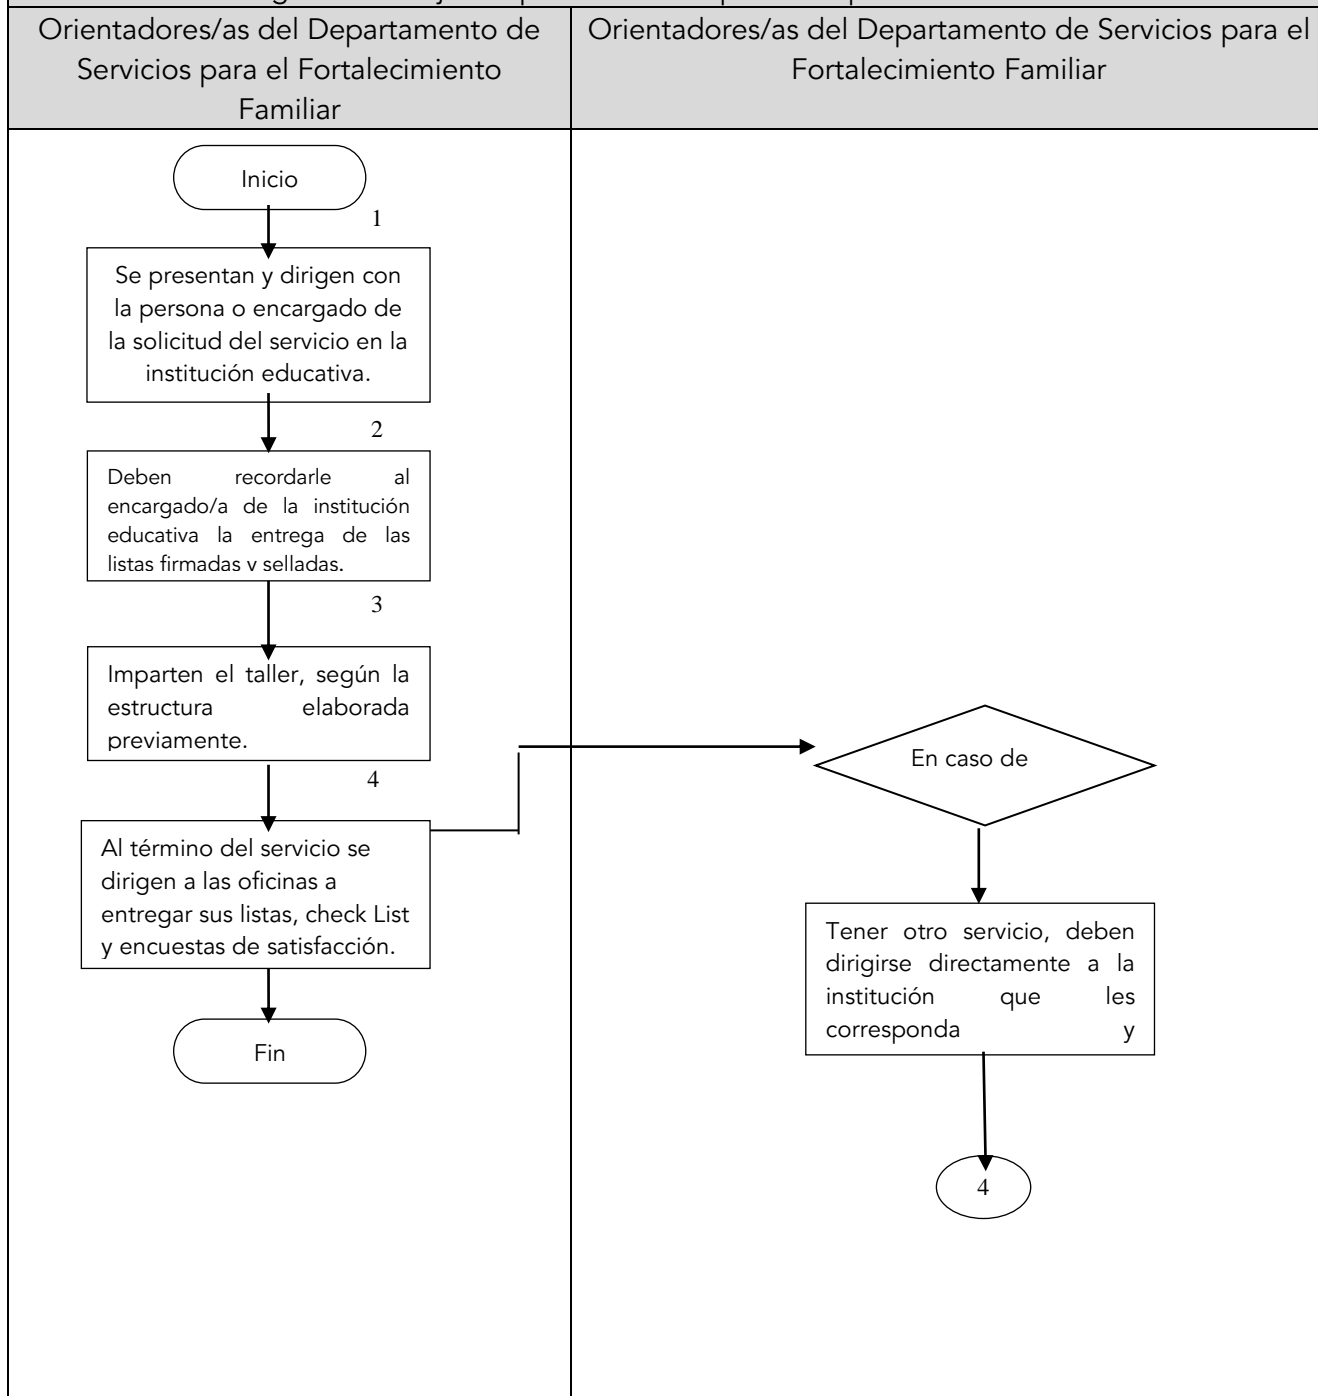 Orientadores/as del Departamento de
Servicios para el Fortalecimiento
Familiar
Orientadores/as del Departamento de Servicios para el
Fortalecimiento Familiar
Inicio
1
Se presentan y dirigen con
la persona o encargado de
la solicitud del servicio en la
institución educativa.
2
Deben recordarle al
encargado/a de la institución
educativa la entrega de las
listas firmadas y selladas.
3
Imparten el taller, según la
estructura elaborada
previamente.
4
Al término del servicio se
dirigen a las oficinas a
entregar sus listas, check List
y encuestas de satisfacción.
Fin
En caso de
Tener otro servicio, deben
dirigirse directamente a la
institución que les
corresponda y
4